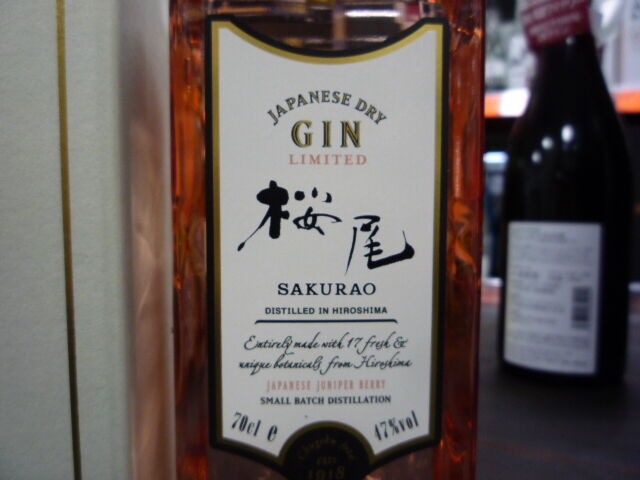 JAPANESE DRY
GIN
LIMITED
桜尾
SAKURAO
DISTILLED IN HIROSHIMA
Entirely made with 17 fresh &
unique botanicals from Hiroshima
JAPANESE JUNIPER BERRY
SMALL BATCH DISTILLATION
70cl e 47%vol
1918